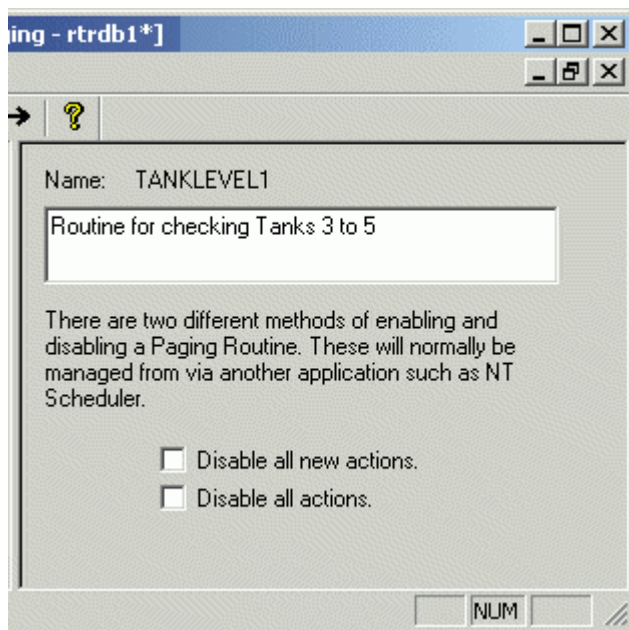 ing - rtrdb1*]
Name: TANKLEVEL1
Routine for checking Tanks 3 to 5
There are two different methods of enabling and
disabling a Paging Routine. These will normally be
managed from via another application such as NT
Scheduler.
Disable all new actions.
Disable all actions.
NUM